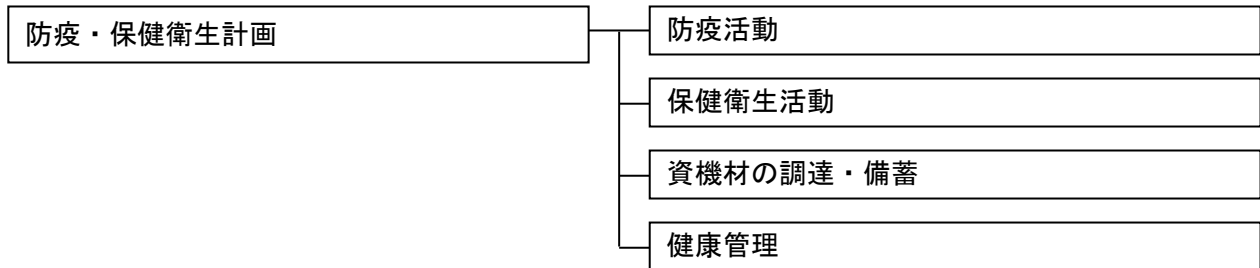 防疫・保健衛生計画
防疫活動
保健衛生活動
資機材の調達・備蓄
健康管理